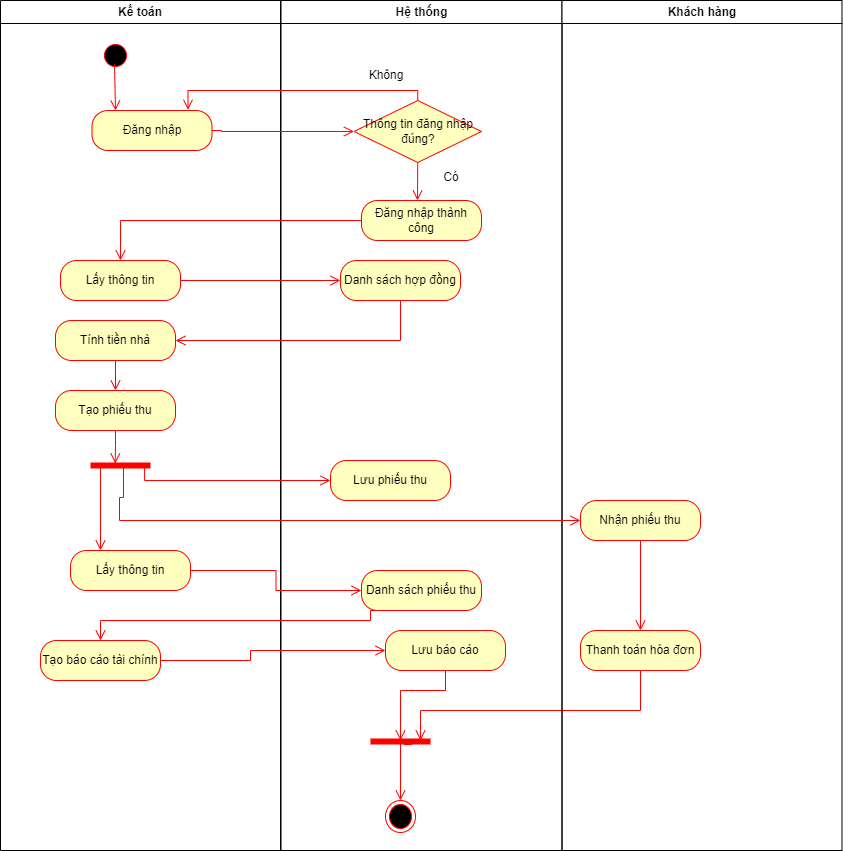 Kế toán
Hệ thống
Khách hàng
Không
Đăng nhập
Thông tin đăng nhập
đúng?
Có
Đăng nhập thành
công
Lấy thông tin
Danh sách hợp đồng
Tính tiền nhà
Tạo phiếu thu
Lưu phiếu thu
Nhận phiếu thu
Lấy thông tin
Danh sách phiếu thu
Tạo báo cáo tài chính
Lưu báo cáo
Thanh toán hóa đơn